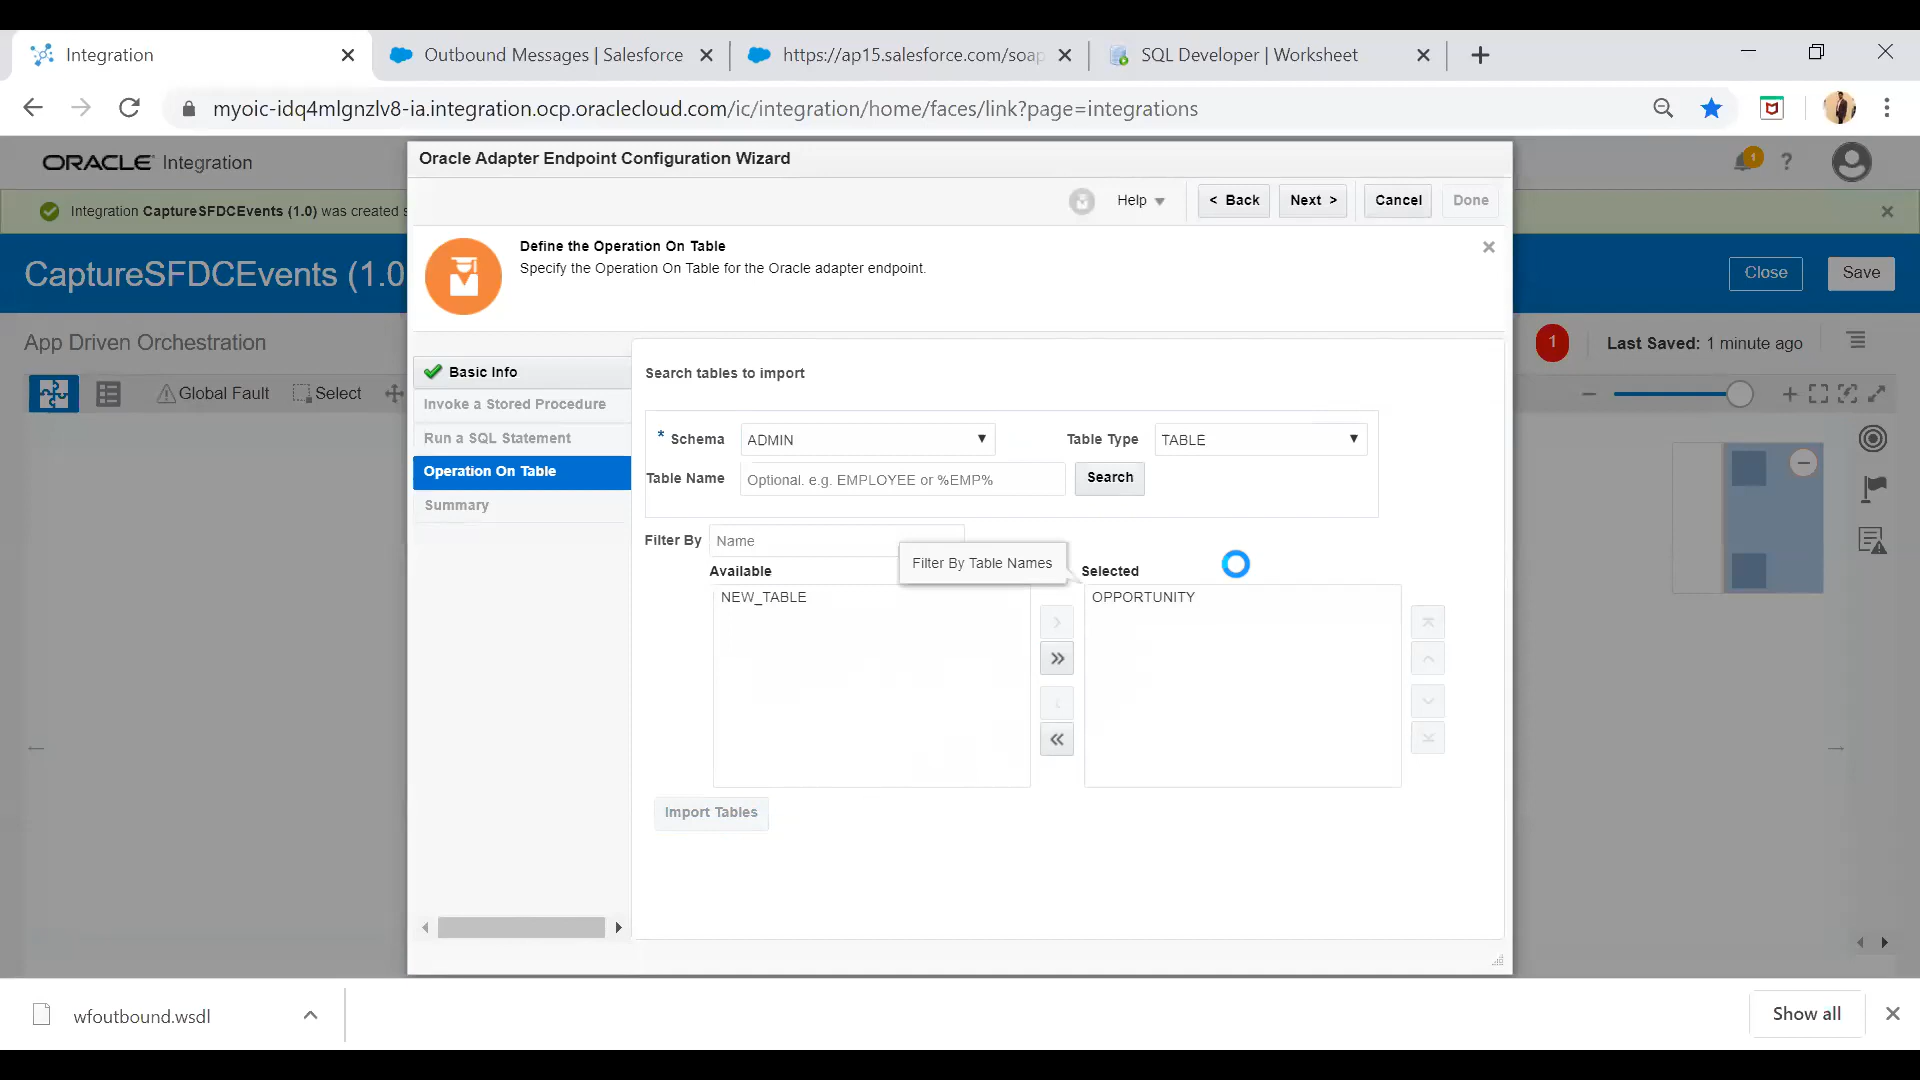 Integration
Outbound Messages | Salesforce
https://ap15.salesforce.com/soap
SQL Developer | Worksheet
myoic-idq4mlgnzlv8-ia.integration.ocp.oraclecloud.com/ic/integration/home/faces/link?page=integrations
ORACLE Integration
1
?
Integration CaptureSFDCEvents (1.0) was created s
CaptureSFDCEvents (1.0
Close
Save
App Driven Orchestration
1
Last Saved: 1 minute ago
Global Fault
Select
Oracle Adapter Endpoint Configuration Wizard
Help
< Back
Next >
Cancel
Done
Define the Operation On Table
Specify the Operation On Table for the Oracle adapter endpoint.
Basic Info
Invoke a Stored Procedure
Run a SQL Statement
Operation On Table
Summary
Search tables to import
* Schema
ADMIN
Table Type
TABLE
Table Name
Optional. e.g. EMPLOYEE or %EMP%
Search
Filter By
Name
Filter By Table Names
Available
Selected
NEW_TABLE
OPPORTUNITY
Import Tables
wfoutbound.wsdl
Show all